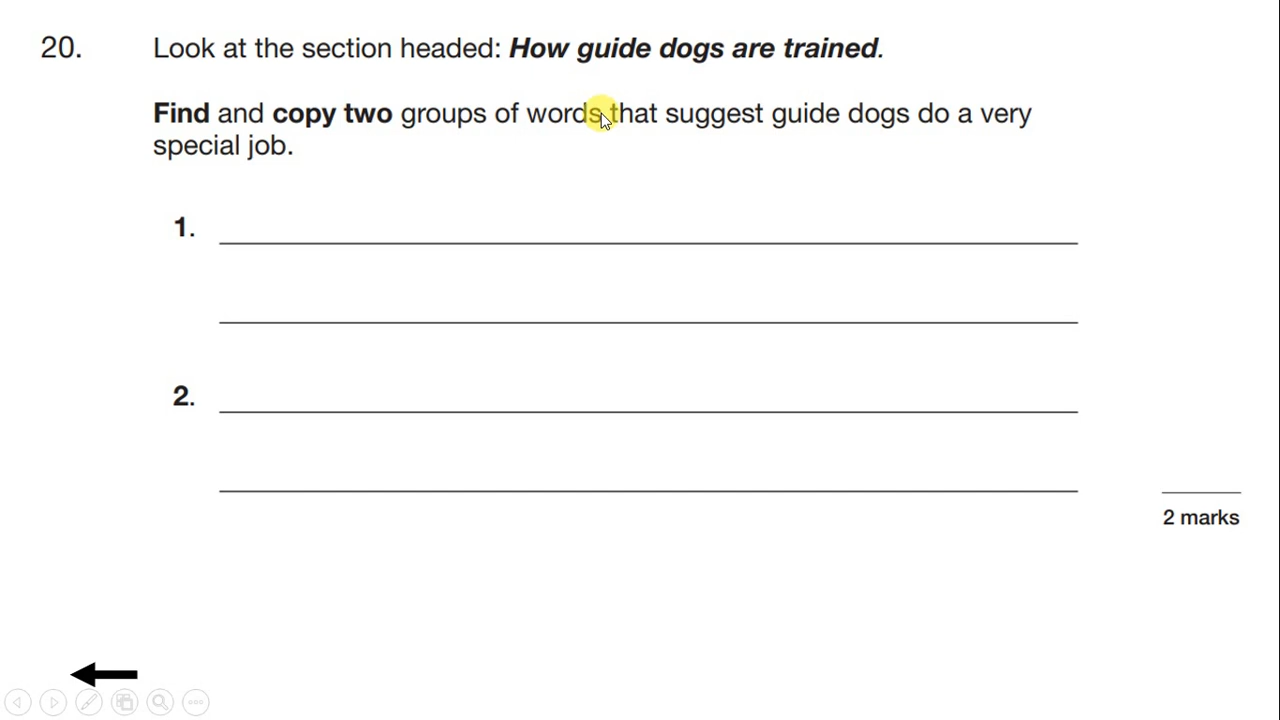 20. Look at the section headed: How guide dogs are trained.
Find and copy two groups of words that suggest guide dogs do a very
special job.
1.
2.
2 marks